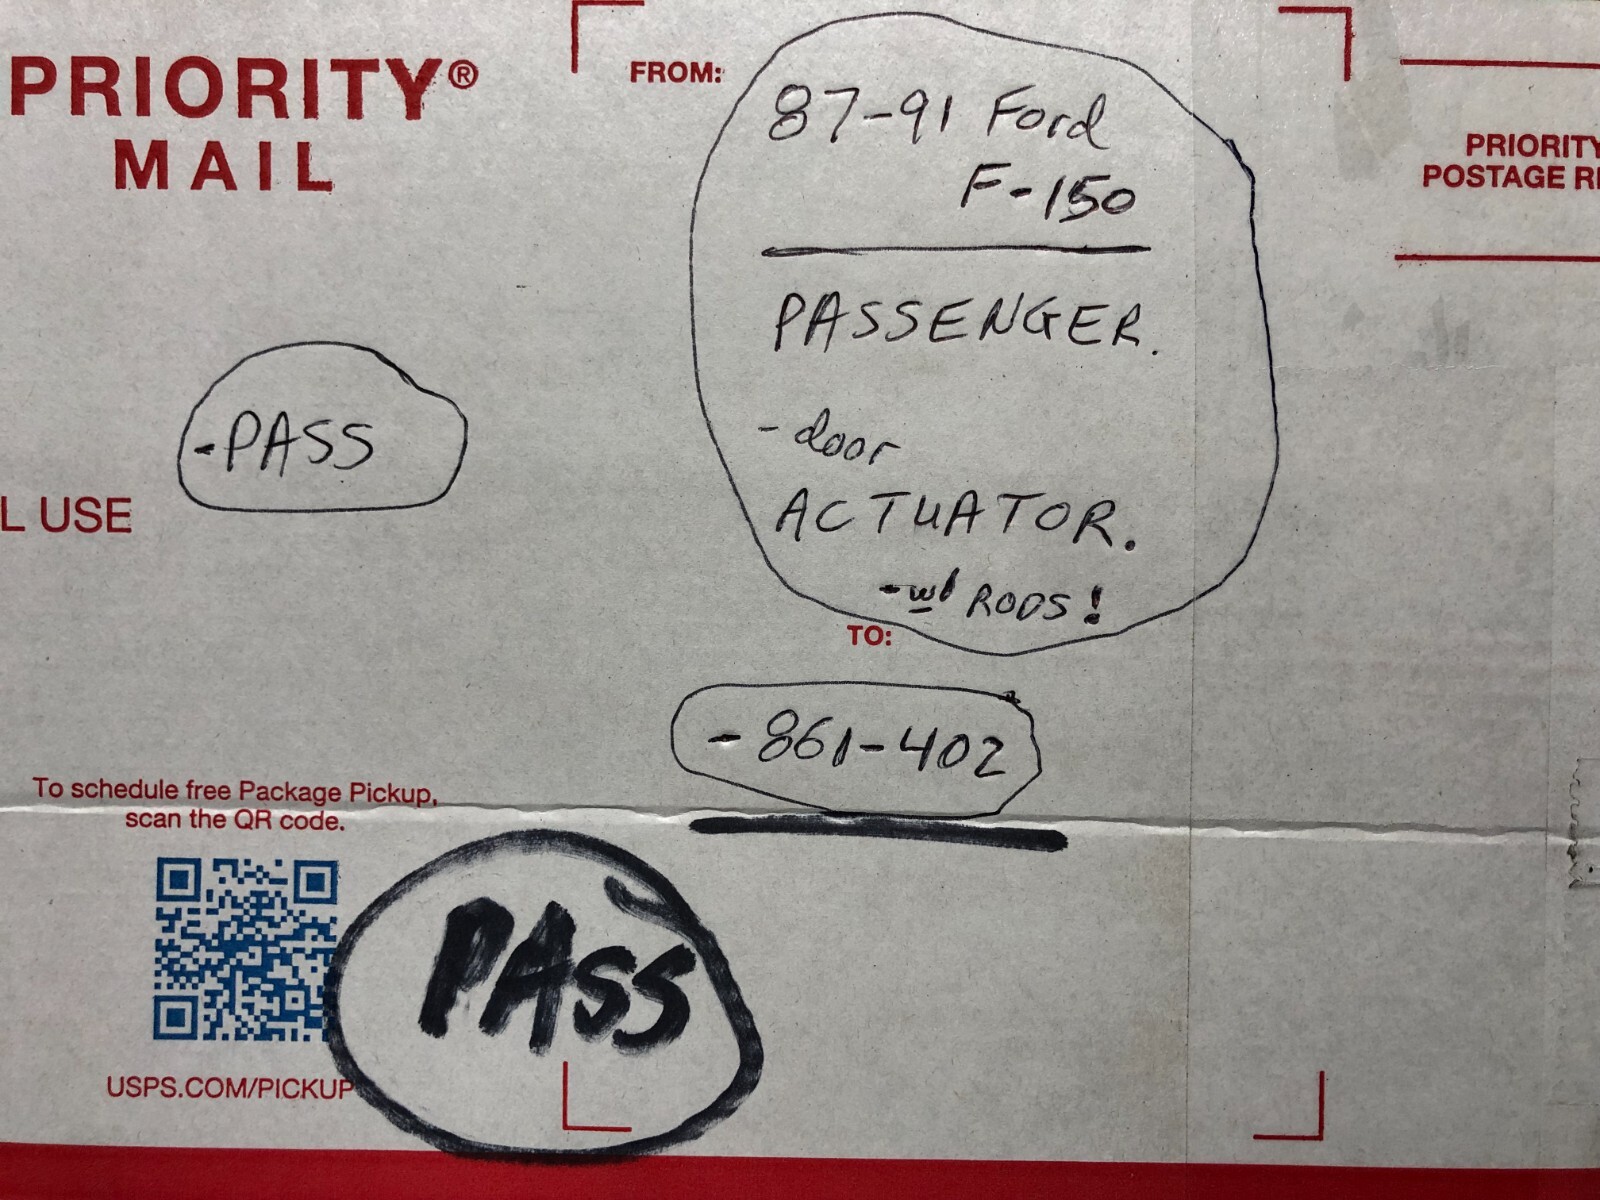 PRIORITY®
MAIL
FROM:
87-91 Ford
F-150
PASSENGER.
-door
ACTUATOR.
-w/ RODS!
PRIORITY
POSTAGE R
-PASS
L USE
TO:
-861-402
To schedule free Package Pickup,
scan the QR code.
PASS
USPS.COM/PICKUP